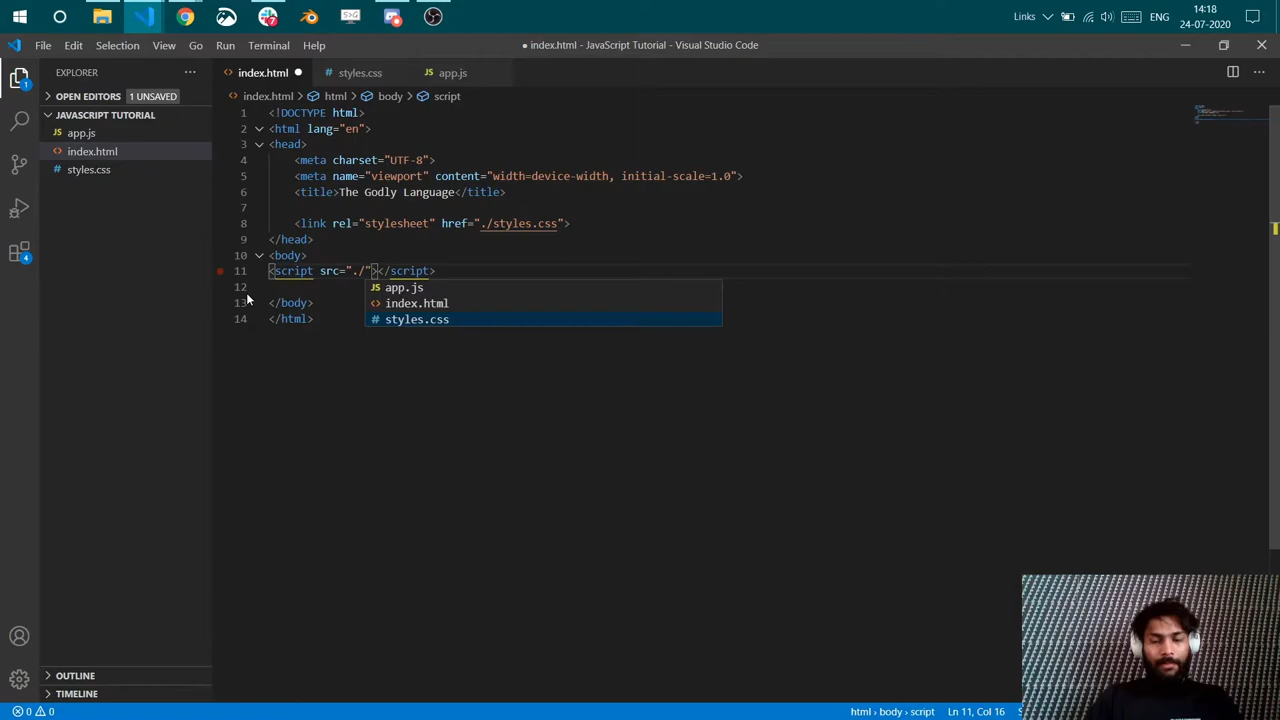 Links
ENG
14:18
24-07-2020
File Edit Selection View Go Run Terminal Help
● index.html - JavaScript Tutorial - Visual Studio Code
EXPLORER
OPEN EDITORS 1 UNSAVED
JAVASCRIPT TUTORIAL
app.js
index.html
styles.css
index.html
styles.css
app.js
index.html > html > body > script
1 <!DOCTYPE html>
2 <html lang="en">
3 <head>
4 <meta charset="UTF-8">
5 <meta name="viewport" content="width=device-width, initial-scale=1.0">
6 <title>The Godly Language</title>
7
8 <link rel="stylesheet" href="./styles.css">
9 </head>
10 <body>
11 <script src="./"></script>
12
13 </body>
14 </html>
app.js
index.html
styles.css
1
4
OUTLINE
TIMELINE
0 0
html › body › script
Ln 11, Col 16